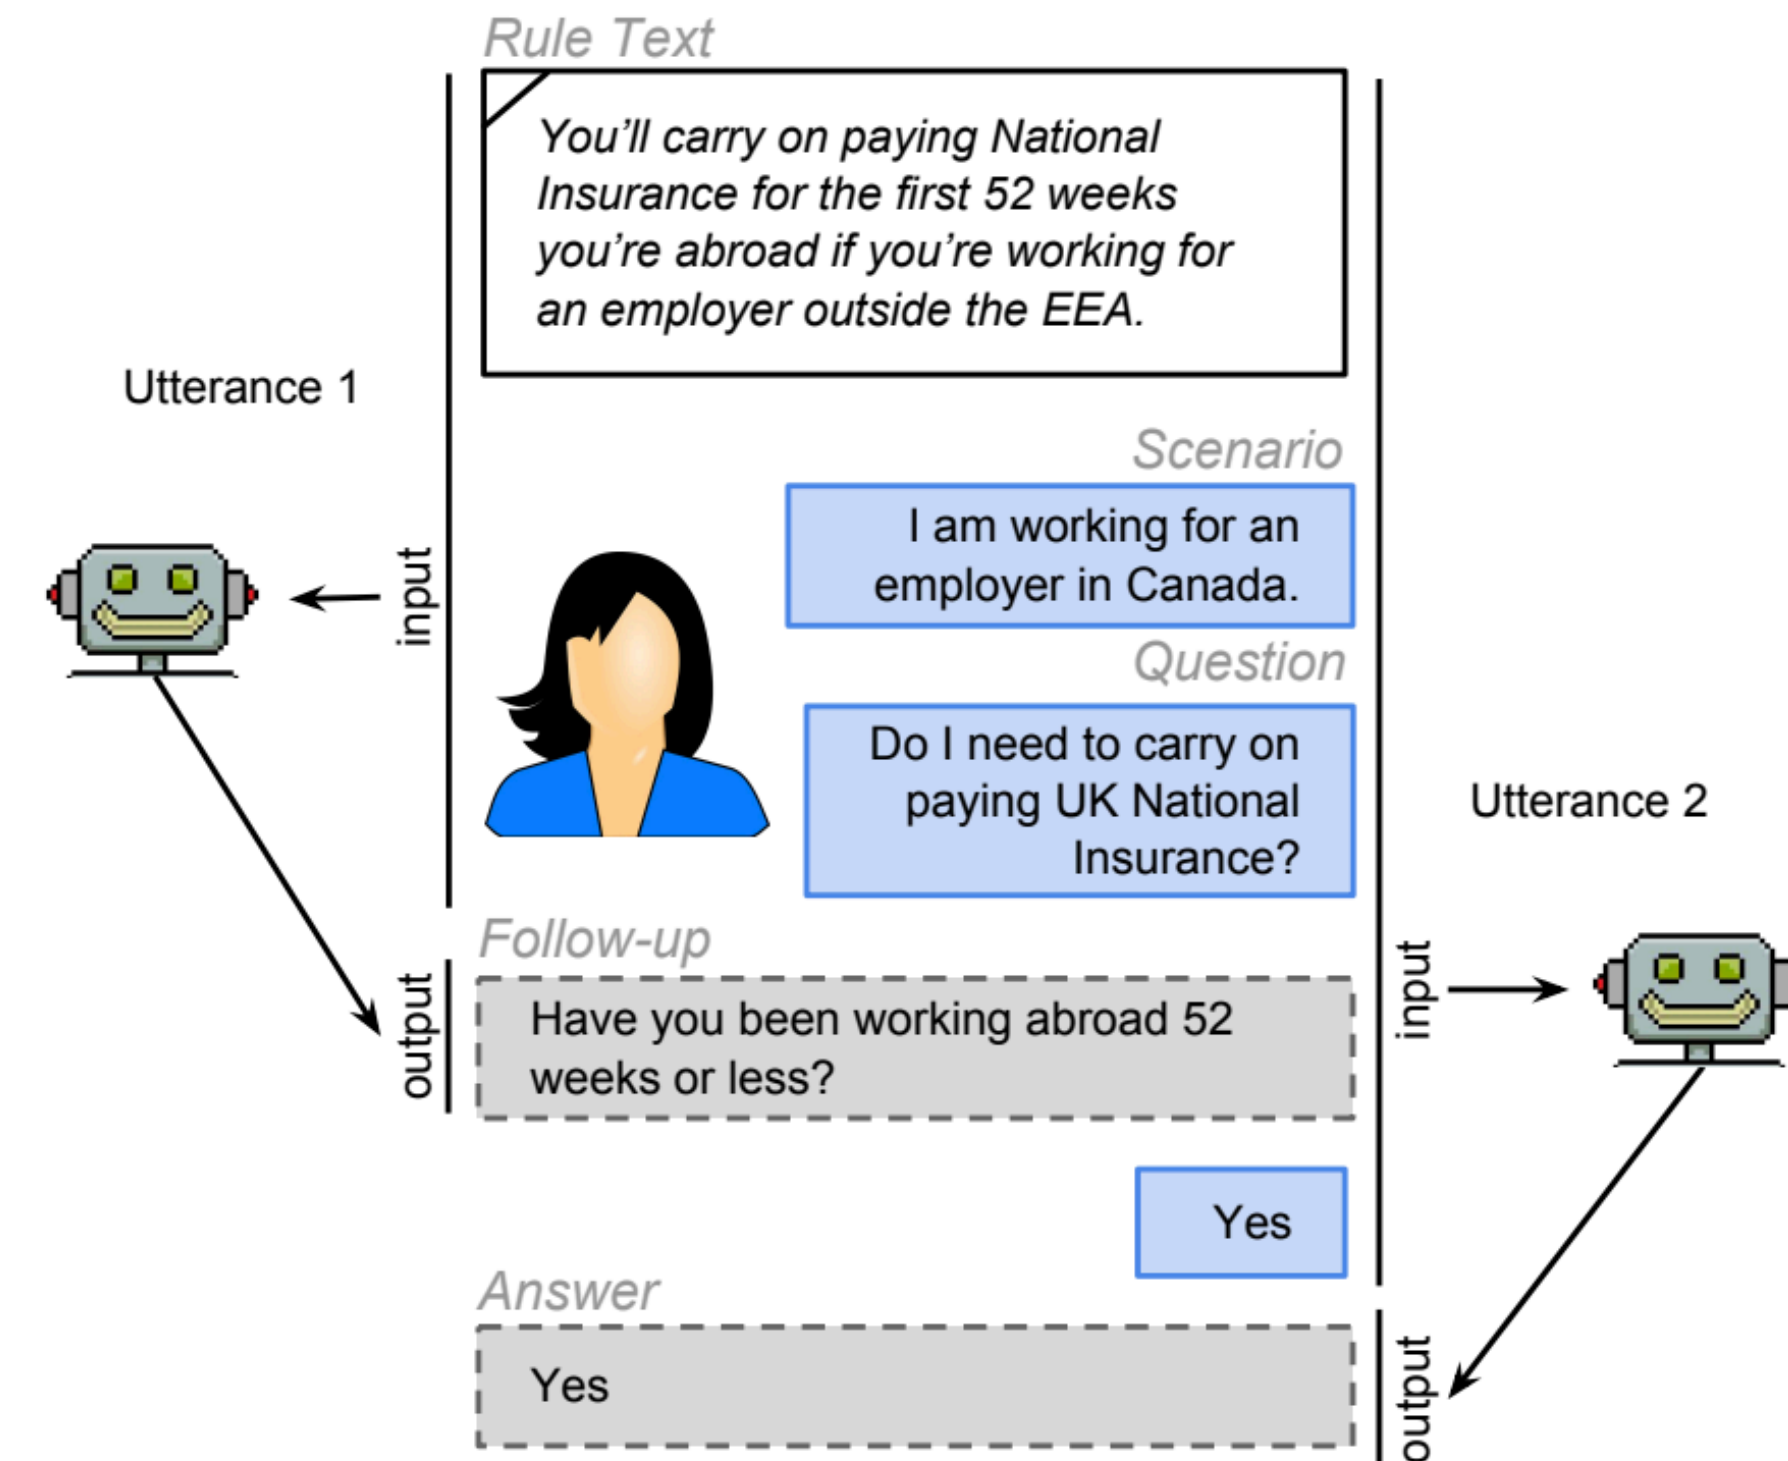 Rule Text
You'll carry on paying National
Insurance for the first 52 weeks
you're abroad if you're working for
an employer outside the EEA.
Utterance 1
Scenario
I am working for an
employer in Canada.
input
Question
Do I need to carry on
paying UK National
Insurance?
Utterance 2
Follow-up
Have you been working abroad 52
weeks or less?
output
input
Yes
Answer
Yes
output